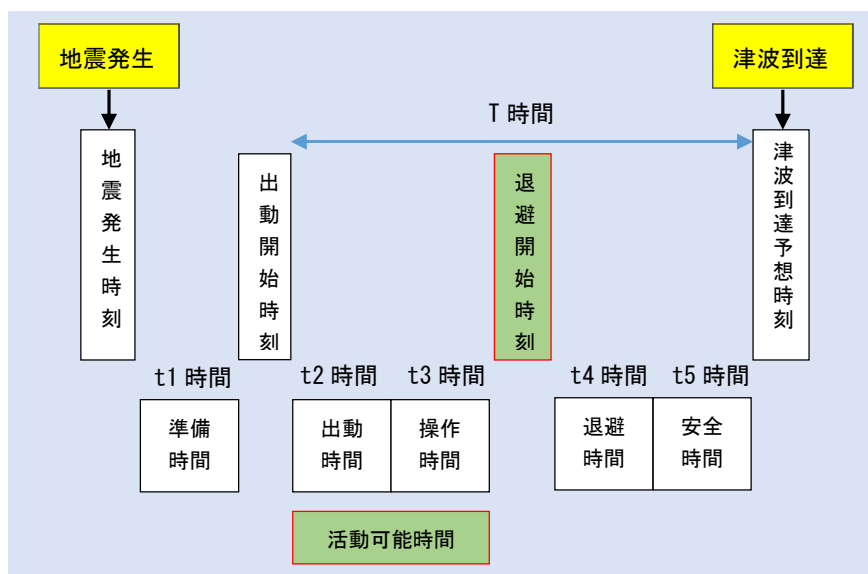 地震発生
津波到達
T 時間
地震発生時刻
出動開始時刻
退避開始時刻
津波到達予想時刻
t1 時間
t2 時間
t3 時間
t4 時間
t5 時間
準備
時間
出動
時間
操作
時間
退避
時間
安全
時間
活動可能時間